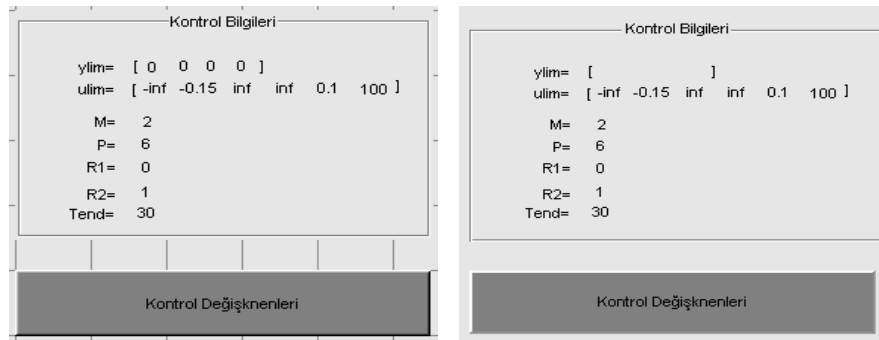 Kontrol Bilgileri
ylim= [ 0 0 0 0 ]
ulim= [ -inf -0.15 inf inf 0.1 100 ]
M= 2
P= 6
R1= 0
R2= 1
Tend= 30
Kontrol Değişknenleri
Kontrol Bilgileri
ylim= [ ]
ulim= [ -inf -0.15 inf inf 0.1 100 ]
M= 2
P= 6
R1= 0
R2= 1
Tend= 30
Kontrol Değişknenleri